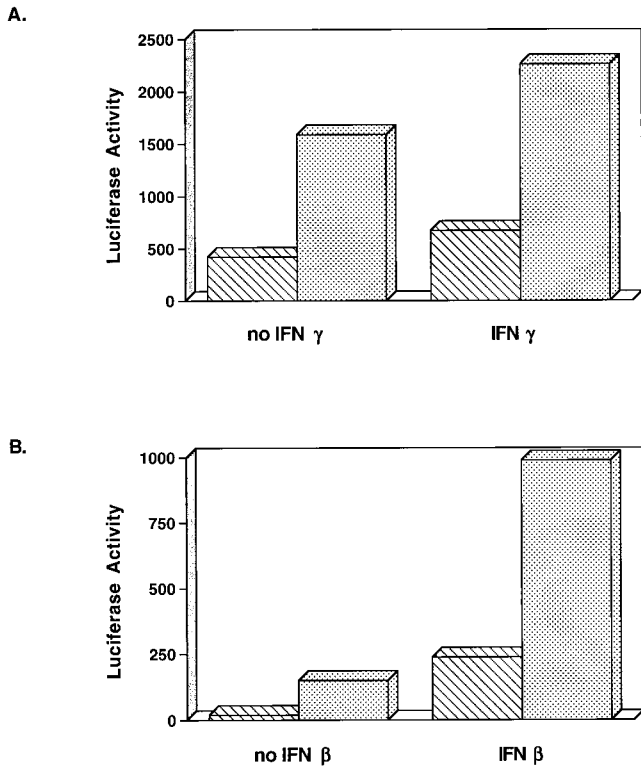 A.
2500
2000
1500
1000
500
0
Luciferase Activity
no IFN γ
IFN γ
B.
1000
750
500
250
0
Luciferase Activity
no IFN β
IFN β